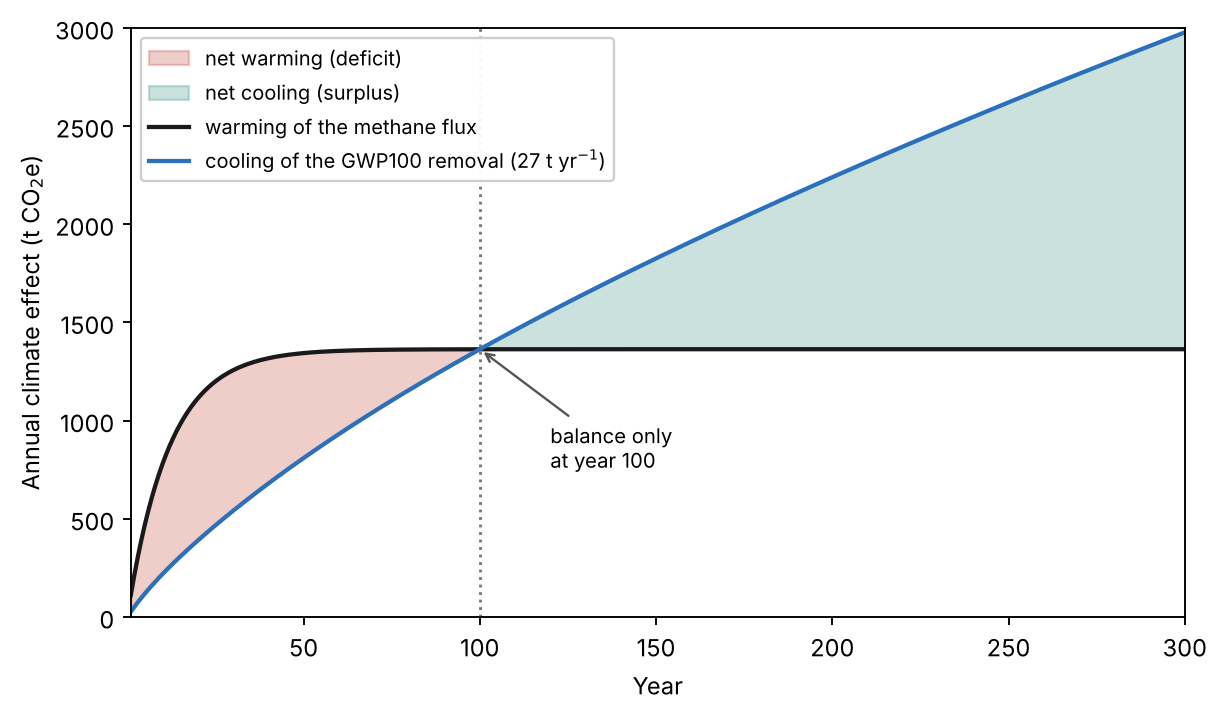 3000
2500
2000
1500
1000
500
0
Annual climate effect (t CO₂e)
net warming (deficit)
net cooling (surplus)
warming of the methane flux
cooling of the GWP100 removal (27 t yr⁻¹)
balance only
at year 100
50
100
150
200
250
300
Year